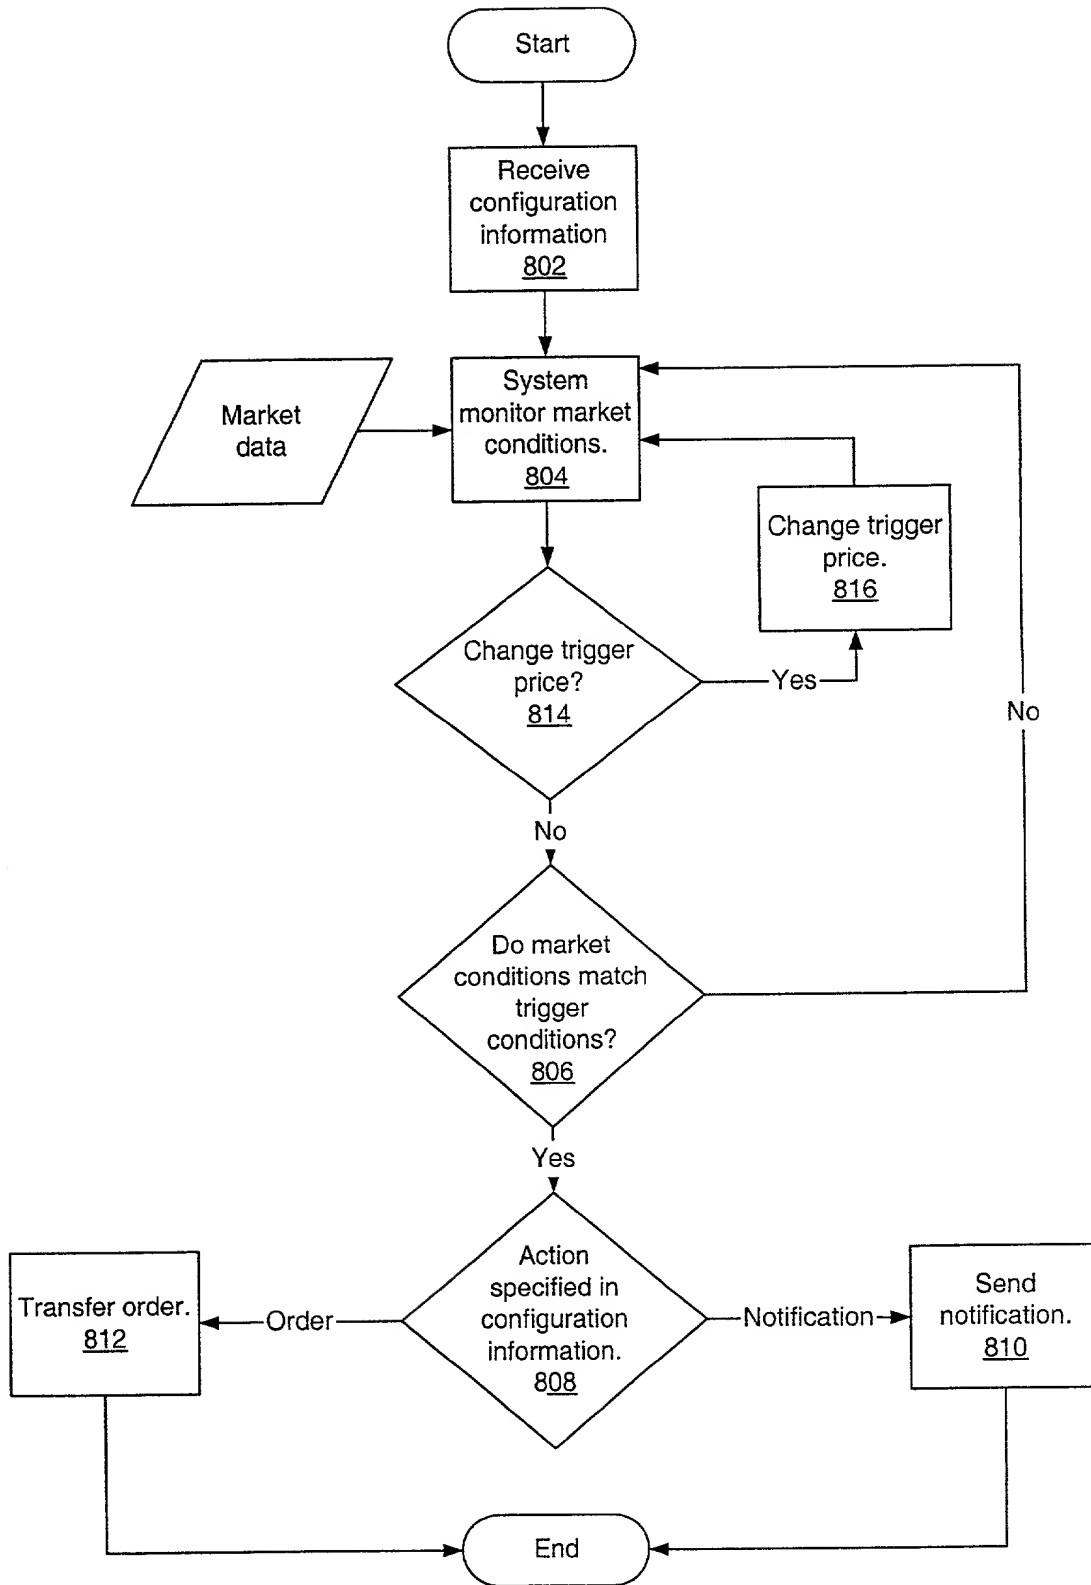 Start
Receive
configuration
information
802
Market
data
System
monitor market
conditions.
804
Change trigger
price.
816
Change trigger
price?
814
Yes
No
No
Do market
conditions match
trigger
conditions?
806
Yes
Action
specified in
configuration
information.
808
Transfer order.
812
Order
Notification
Send
notification.
810
End